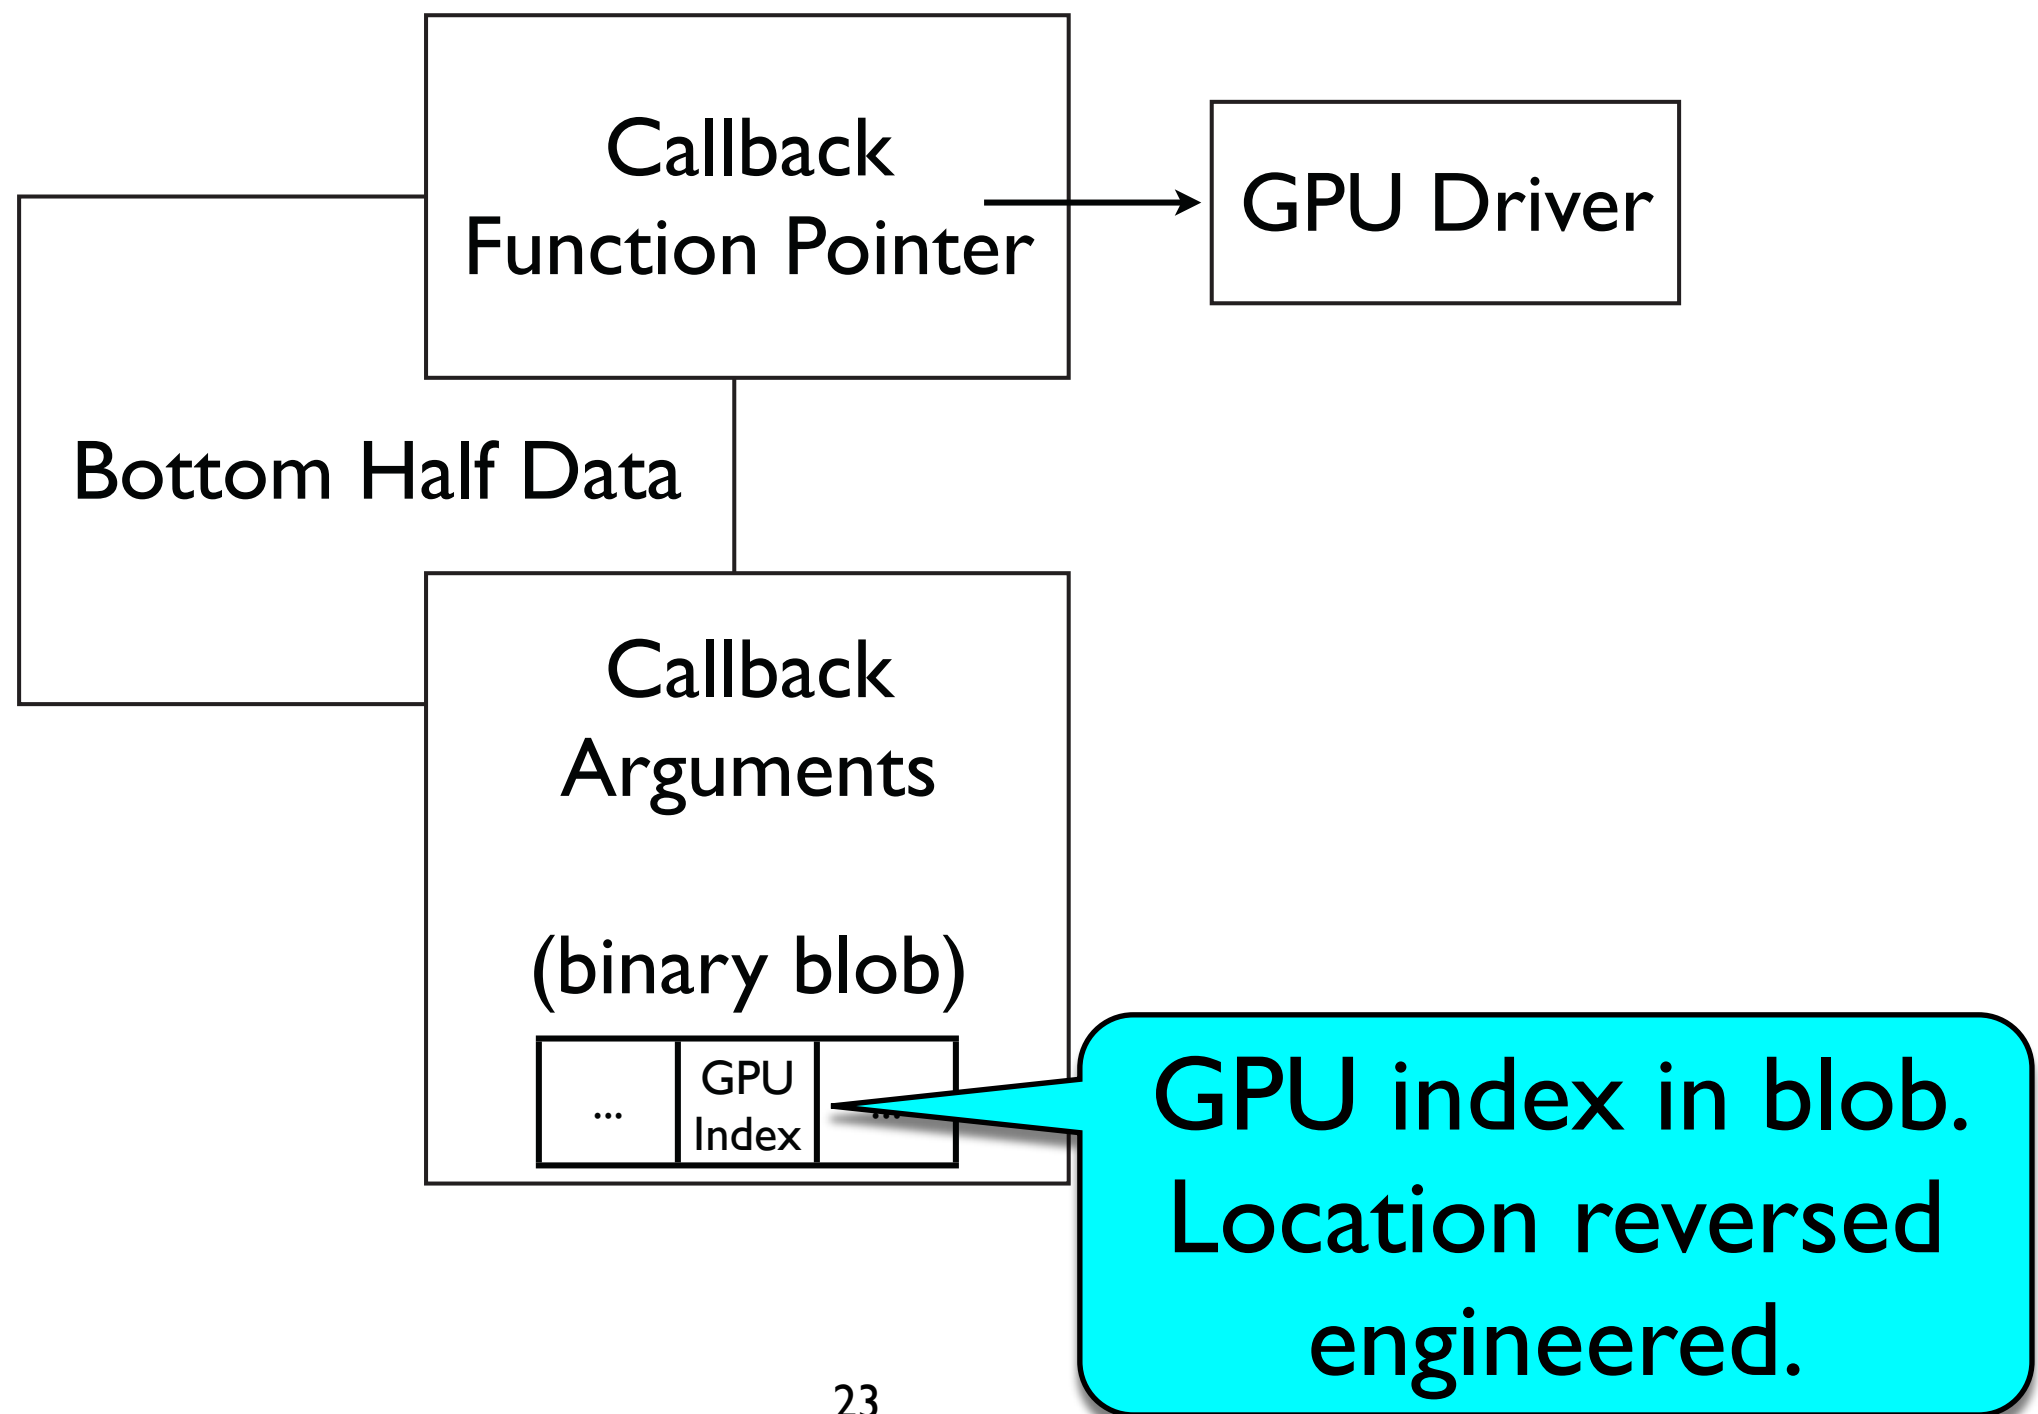 Callback
Function Pointer
GPU Driver
Bottom Half Data
Callback
Arguments
(binary blob)
...
GPU
Index
...
GPU index in blob.
Location reversed
engineered.
23